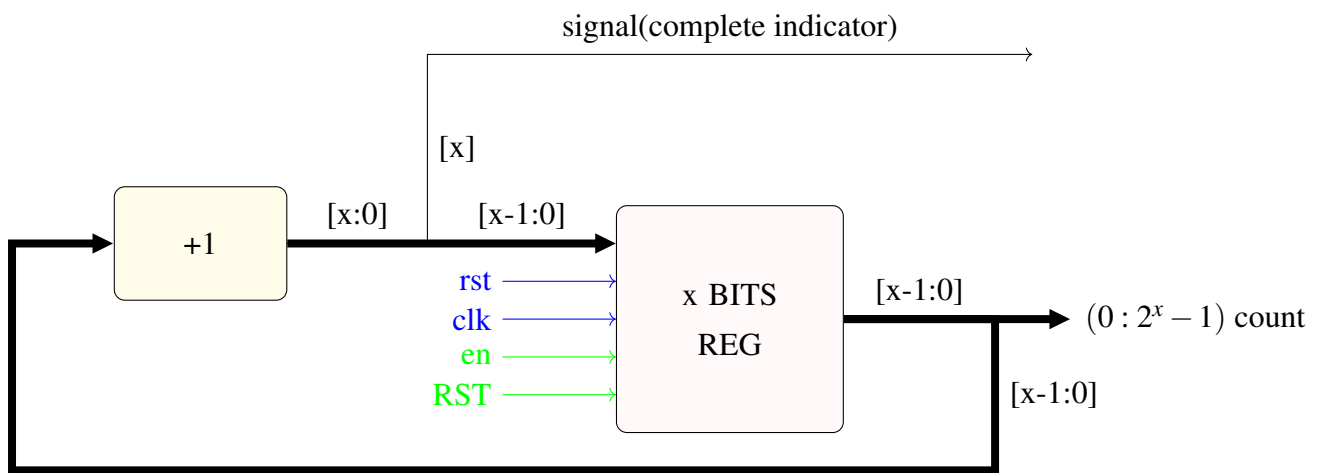 signal(complete indicator)
[x]
[x:0]
[x-1:0]
+1
rst
clk
en
RST
x BITS
REG
[x-1:0]
(0 : 2^x − 1) count
[x-1:0]